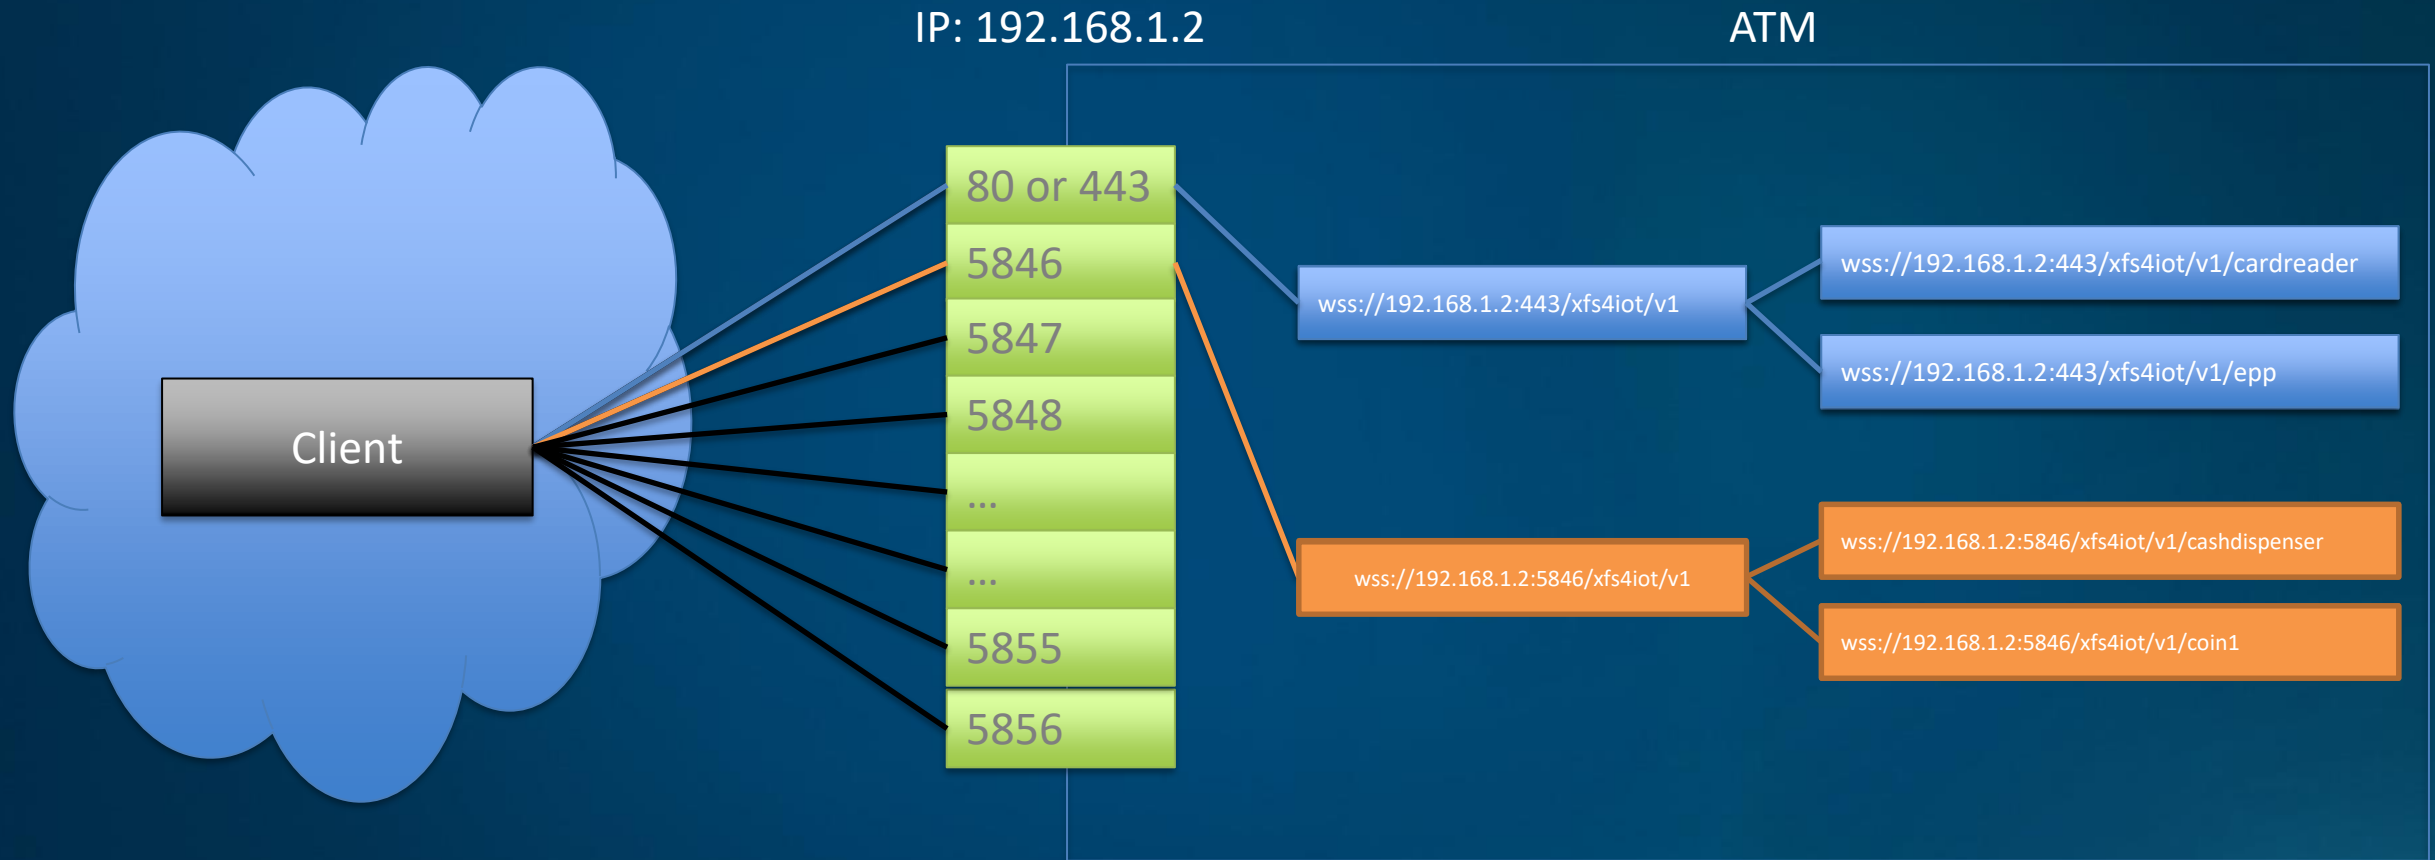 IP: 192.168.1.2
ATM
80 or 443
5846
5847
5848
...
...
5855
5856
Client
wss://192.168.1.2:443/xfs4iot/v1
wss://192.168.1.2:443/xfs4iot/v1/cardreader
wss://192.168.1.2:443/xfs4iot/v1/epp
wss://192.168.1.2:5846/xfs4iot/v1
wss://192.168.1.2:5846/xfs4iot/v1/cashdispenser
wss://192.168.1.2:5846/xfs4iot/v1/coin1